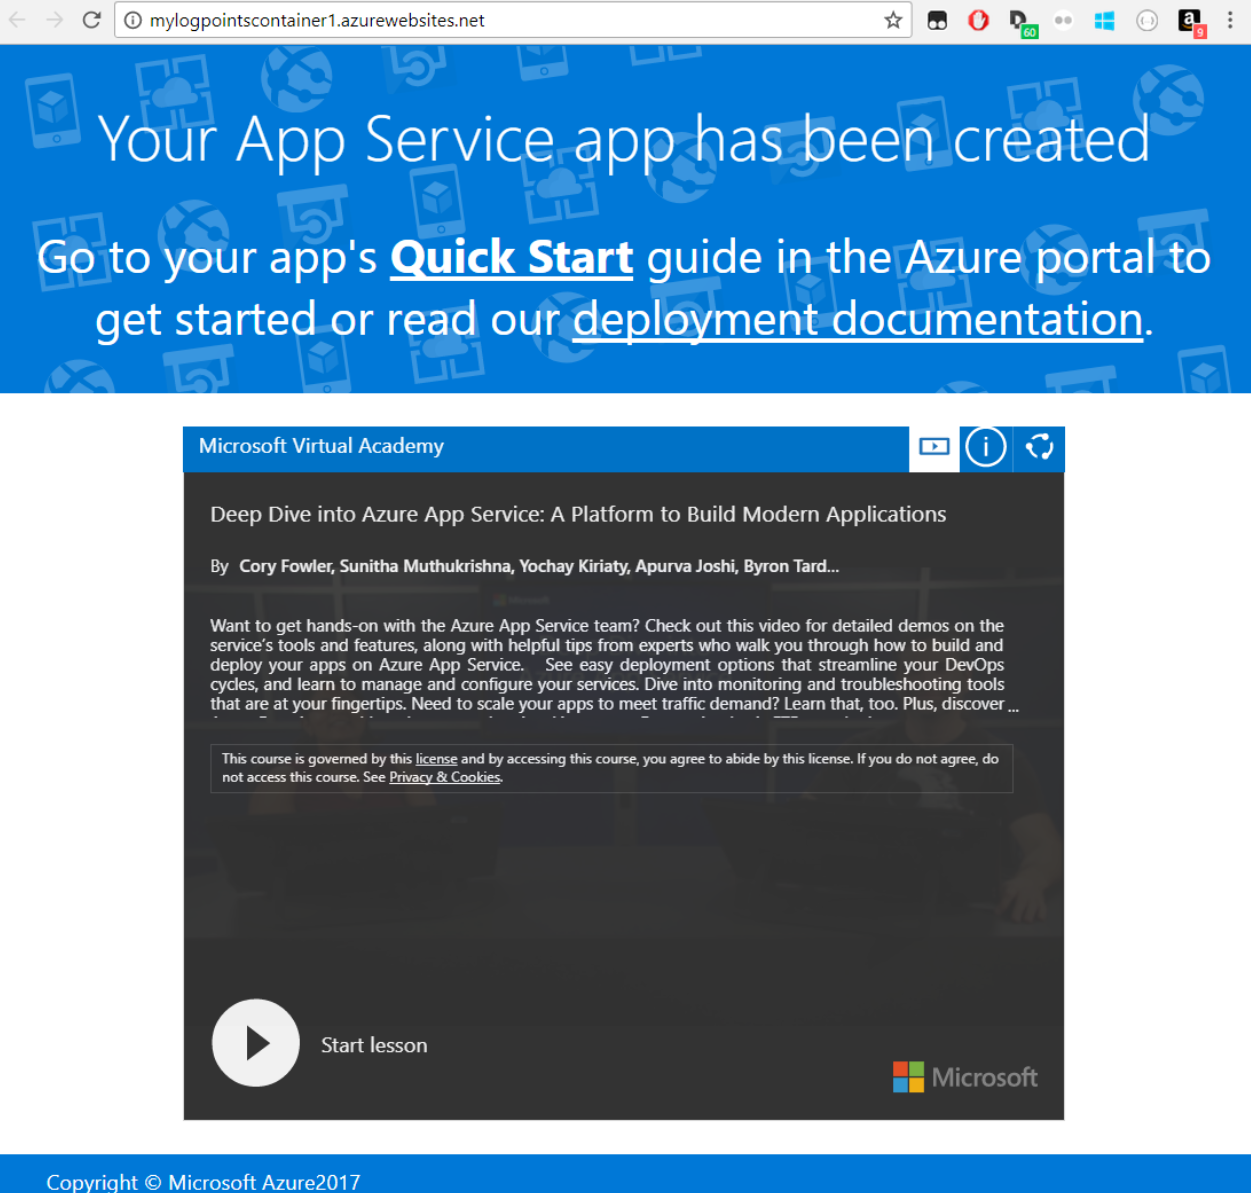 mylogpointscontainer1.azurewebsites.net
60
9
Your App Service app has been created
Go to your app's Quick Start guide in the Azure portal to
get started or read our deployment documentation.
Microsoft Virtual Academy
Deep Dive into Azure App Service: A Platform to Build Modern Applications
By Cory Fowler, Sunitha Muthukrishna, Yochay Kiriaty, Apurva Joshi, Byron Tard...
Want to get hands-on with the Azure App Service team? Check out this video for detailed demos on the
service's tools and features, along with helpful tips from experts who walk you through how to build and
deploy your apps on Azure App Service. See easy deployment options that streamline your DevOps
cycles, and learn to manage and configure your services. Dive into monitoring and troubleshooting tools
that are at your fingertips. Need to scale your apps to meet traffic demand? Learn that, too. Plus, discover ...
This course is governed by this license and by accessing this course, you agree to abide by this license. If you do not agree, do
not access this course. See Privacy & Cookies.
Start lesson
Microsoft
Copyright © Microsoft Azure2017